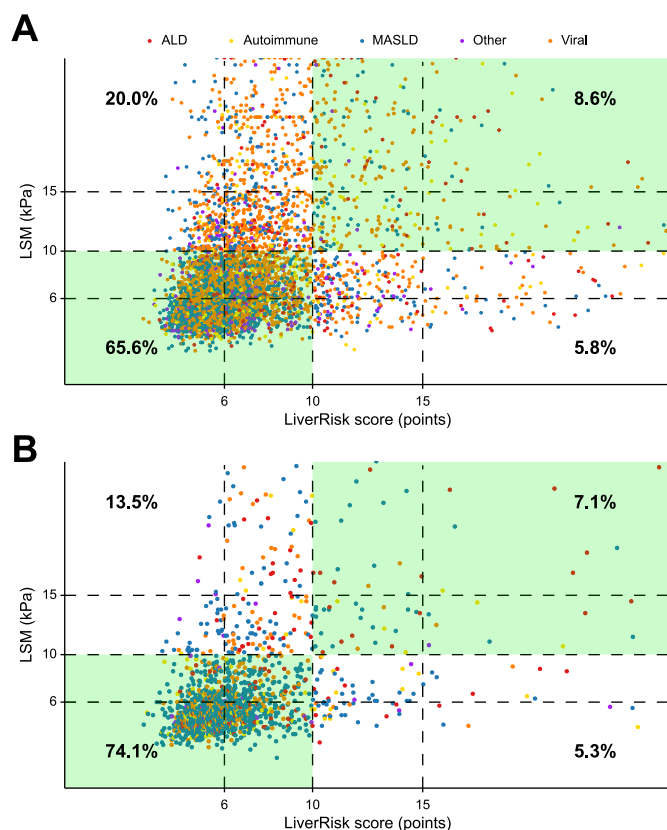 A
ALD Autoimmune MASLD Other Viral
20.0% 8.6%
15
10
6
LSM (kPa)
65.6% 5.8%
6 10 15
LiverRisk score (points)
B
13.5% 7.1%
15
10
6
LSM (kPa)
74.1% 5.3%
6 10 15
LiverRisk score (points)